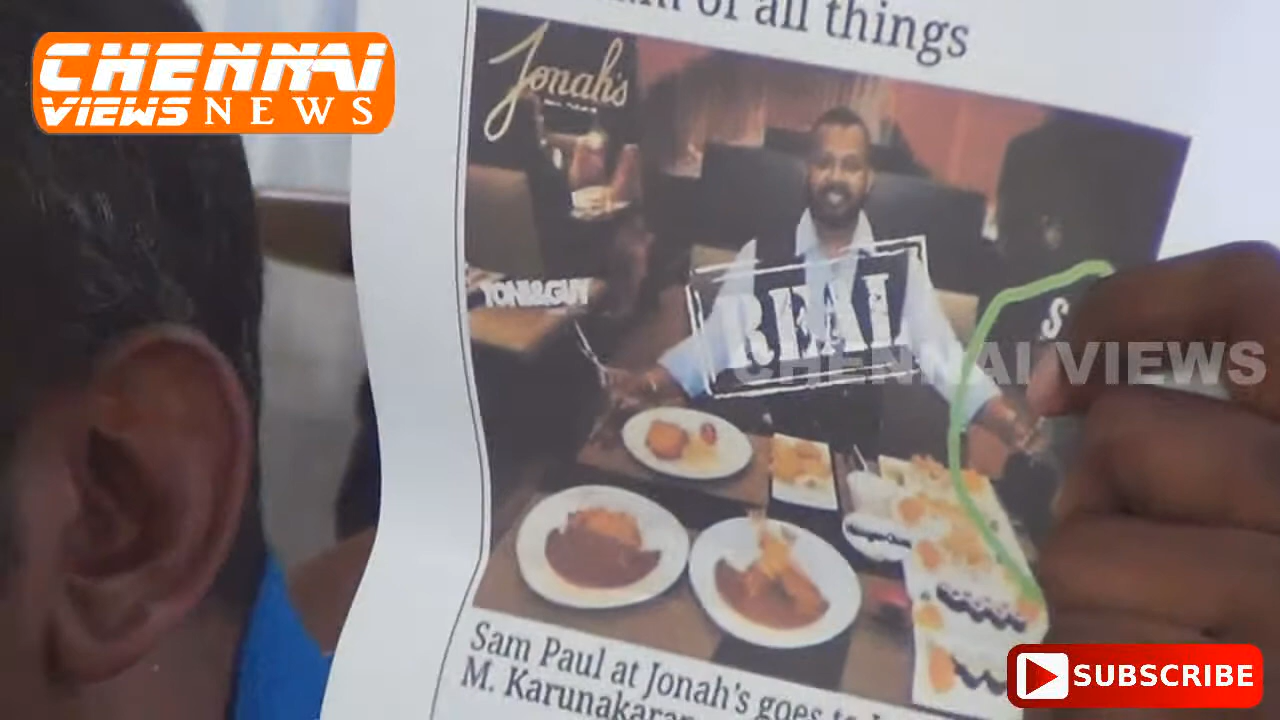 of all things
CHENNAI
VIEWS NEWS
Jonah's
TONI&GUY
REAL
S
CHENNAI VIEWS
Sam Paul at Jonah's goes to
M. Karunakaran
SUBSCRIBE